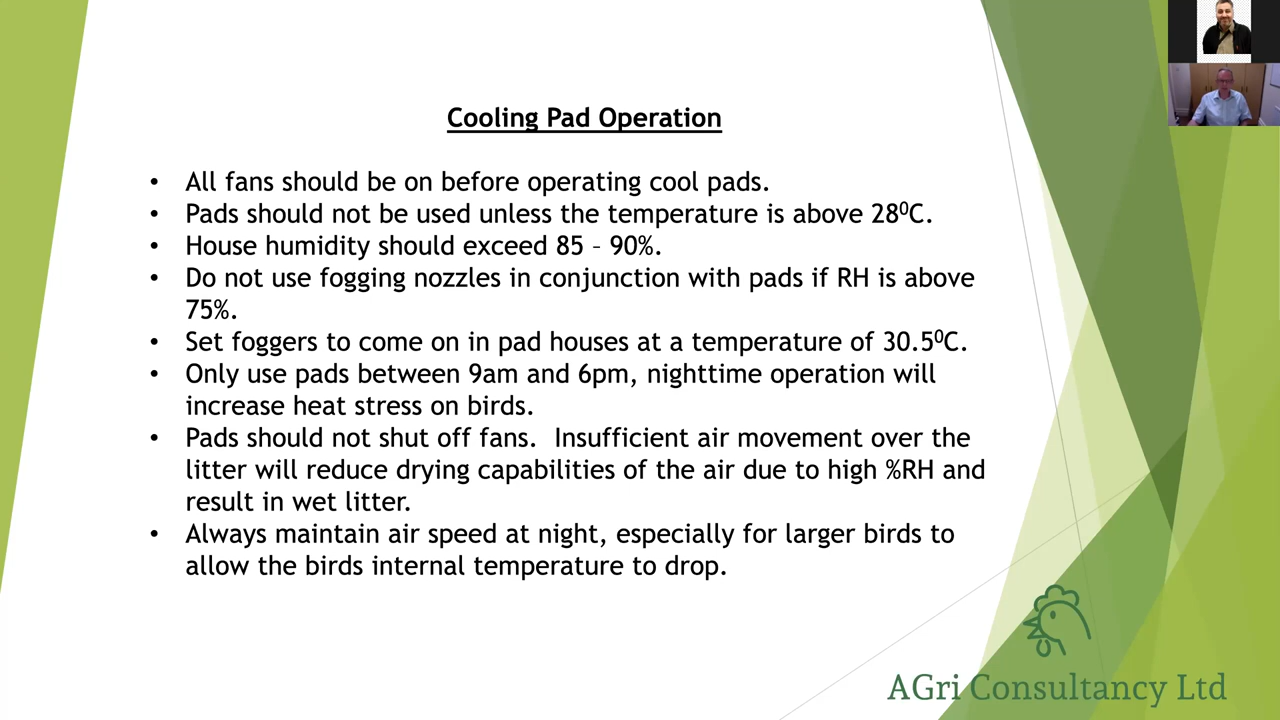 Cooling Pad Operation
• All fans should be on before operating cool pads.
• Pads should not be used unless the temperature is above 28⁰C.
• House humidity should exceed 85 – 90%.
• Do not use fogging nozzles in conjunction with pads if RH is above
75%.
• Set foggers to come on in pad houses at a temperature of 30.5⁰C.
• Only use pads between 9am and 6pm, nighttime operation will
increase heat stress on birds.
• Pads should not shut off fans.  Insufficient air movement over the
litter will reduce drying capabilities of the air due to high %RH and
result in wet litter.
• Always maintain air speed at night, especially for larger birds to
allow the birds internal temperature to drop.
AGri Consultancy Ltd